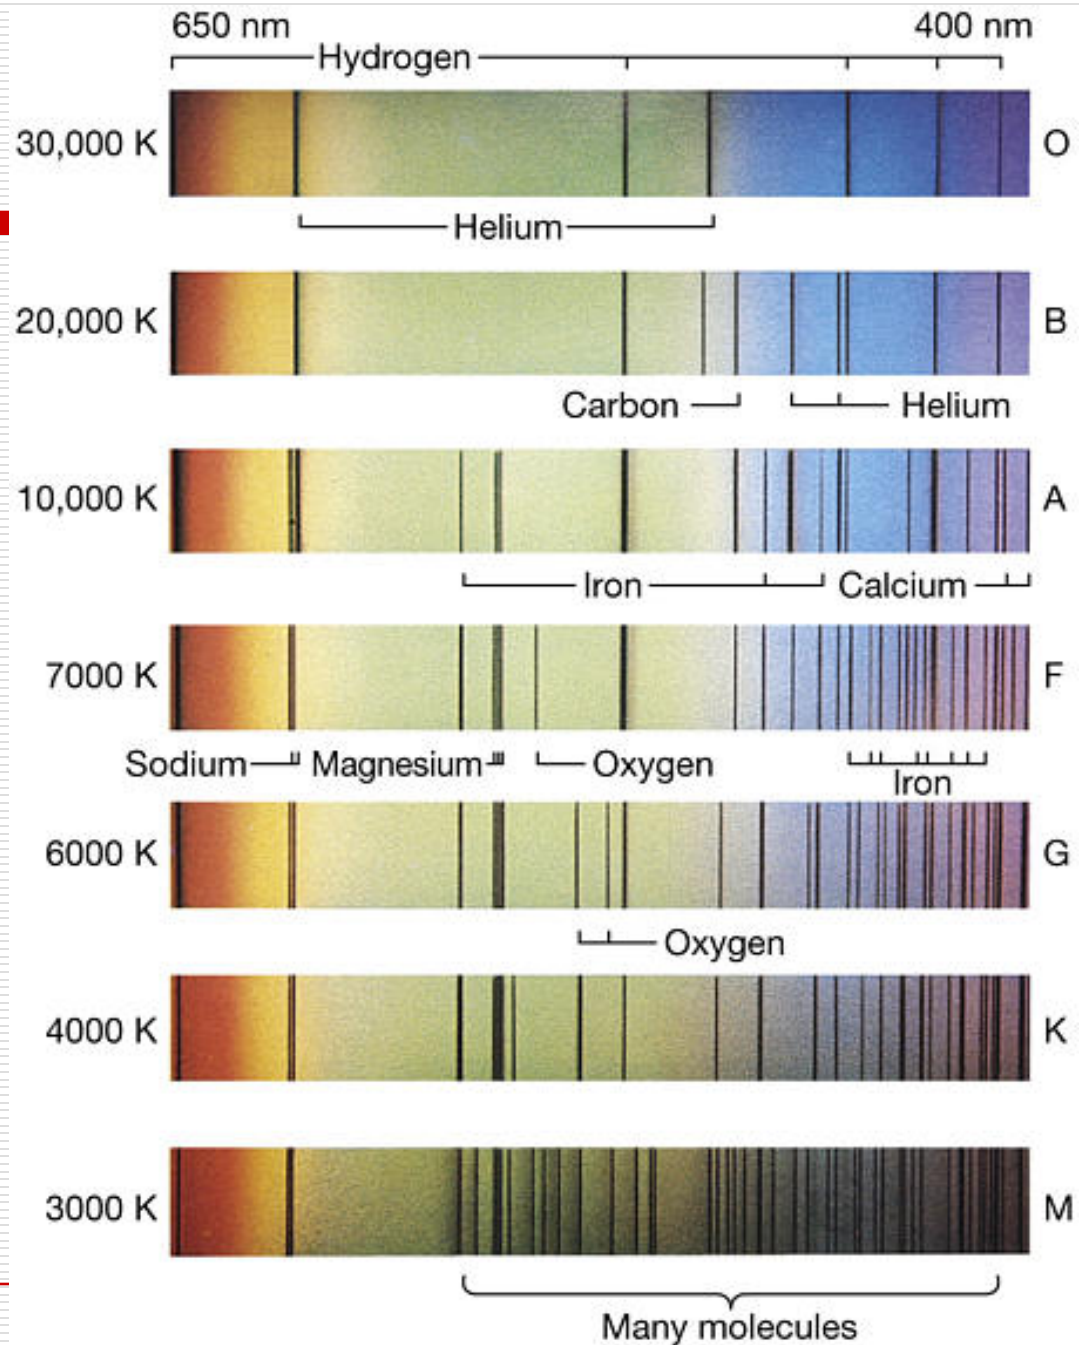 650 nm 400 nm
Hydrogen
30,000 K O
Helium
20,000 K B
Carbon Helium
10,000 K A
Iron Calcium
7000 K F
Sodium Magnesium Oxygen Iron
6000 K G
Oxygen
4000 K K
3000 K M
Many molecules